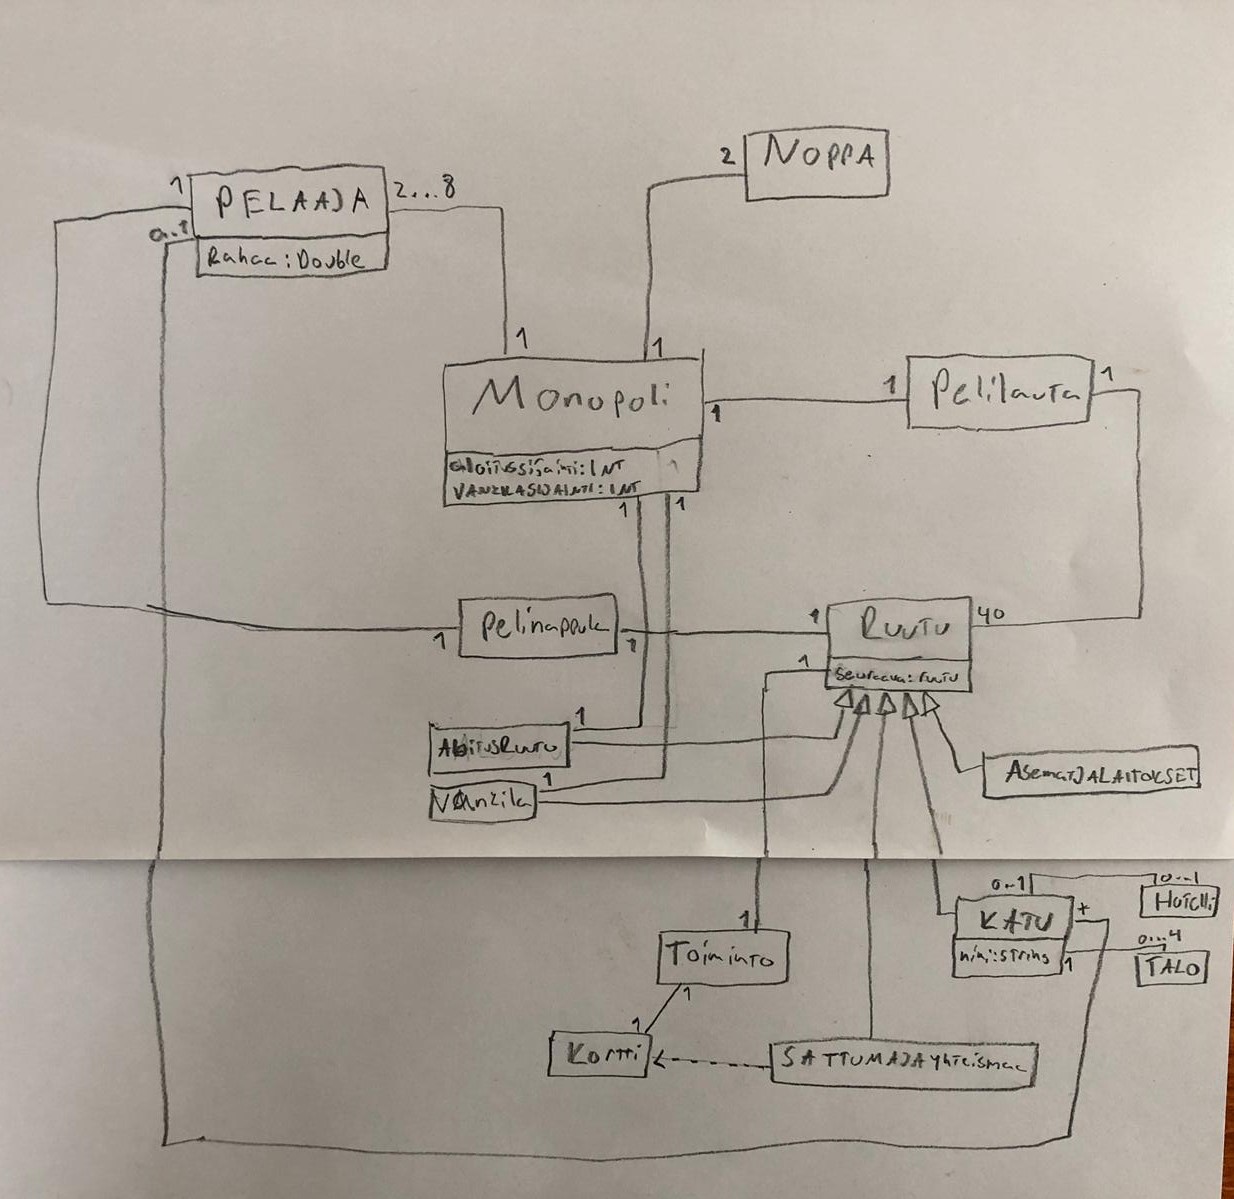 NOPPA
2
1
PELAAJA
2...8
0..1
Rahaa:Double
1
1
Monopoli
1
1
Pelilauta
1
aloitussijainti:INT
VANKILASIJAINTI:INT
1
1
1
Pelinappula
1
1
Ruutu
40
1
seuraava:ruutu
1
AloitusRuutu
1
Vankila
AsematJALAITOKSET
0..1
0...1
Hotelli
KATU
*
nimi:string
1
0...4
TALO
1
Toiminto
1
1
Kortti
SATTUMAJAyhteismaa